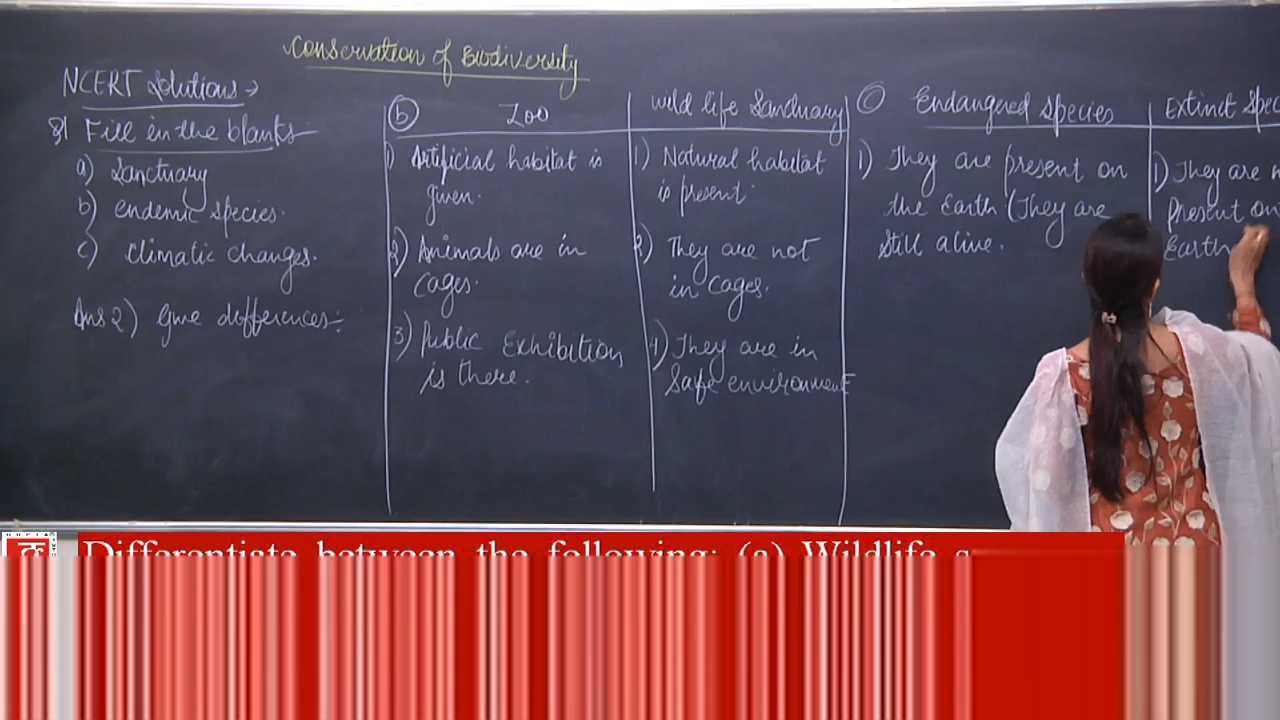 Conservation of Biodiversity
NCERT Solutions →
Q1 Fill in the blanks
a) Sanctuary
b) endemic species.
c) climatic changes.
Ans 2) Give differences:-
b Zoo
1) Artificial habitat is
given.
2) Animals are in
cages.
3) Public Exhibition
is there.
wild life Sanctuary
1) Natural habitat
is present.
2) They are not
in cages.
4) They are in
Safe environment
C Endangered species
1) They are present on
the Earth (They are
still alive.
Extinct
1) They are
Present on
Earth
Differentiate between the following: (a) Wildlife